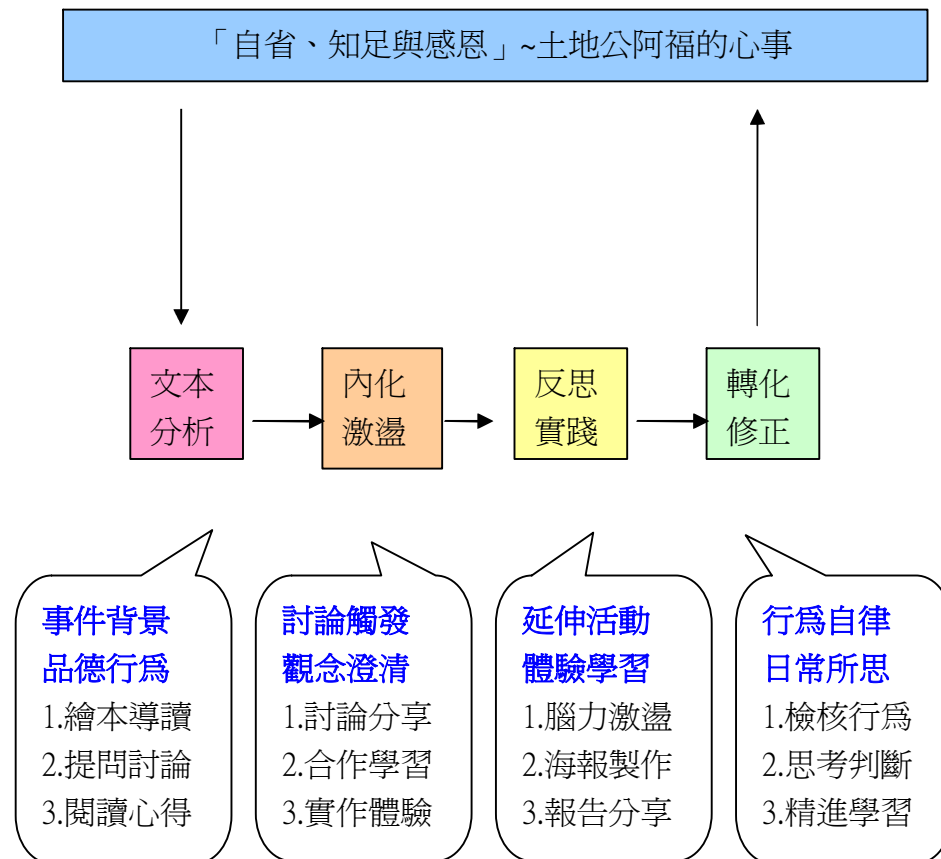 「自省、知足與感恩」~土地公阿福的心事
文本
分析
內化
激盪
反思
實踐
轉化
修正
事件背景
品德行為
1.繪本導讀
2.提問討論
3.閱讀心得
討論觸發
觀念澄清
1.討論分享
2.合作學習
3.實作體驗
延伸活動
體驗學習
1.腦力激盪
2.海報製作
3.報告分享
行為自律
日常所思
1.檢核行為
2.思考判斷
3.精進學習